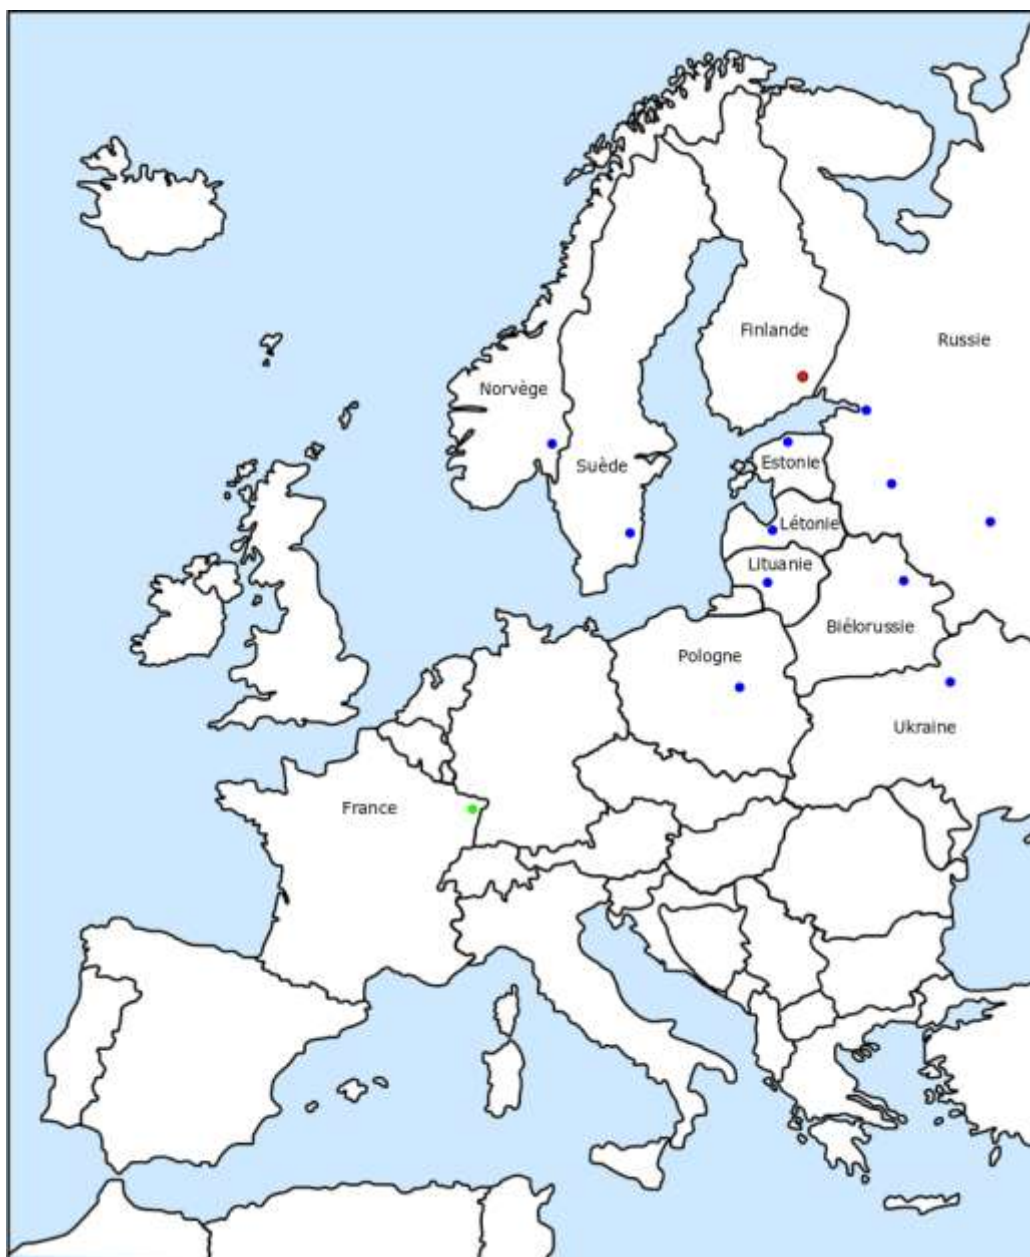 Finlande
Russie
Norvège
Suède
Estonie
Létonie
Lituanie
Biélorussie
Pologne
Ukraine
France